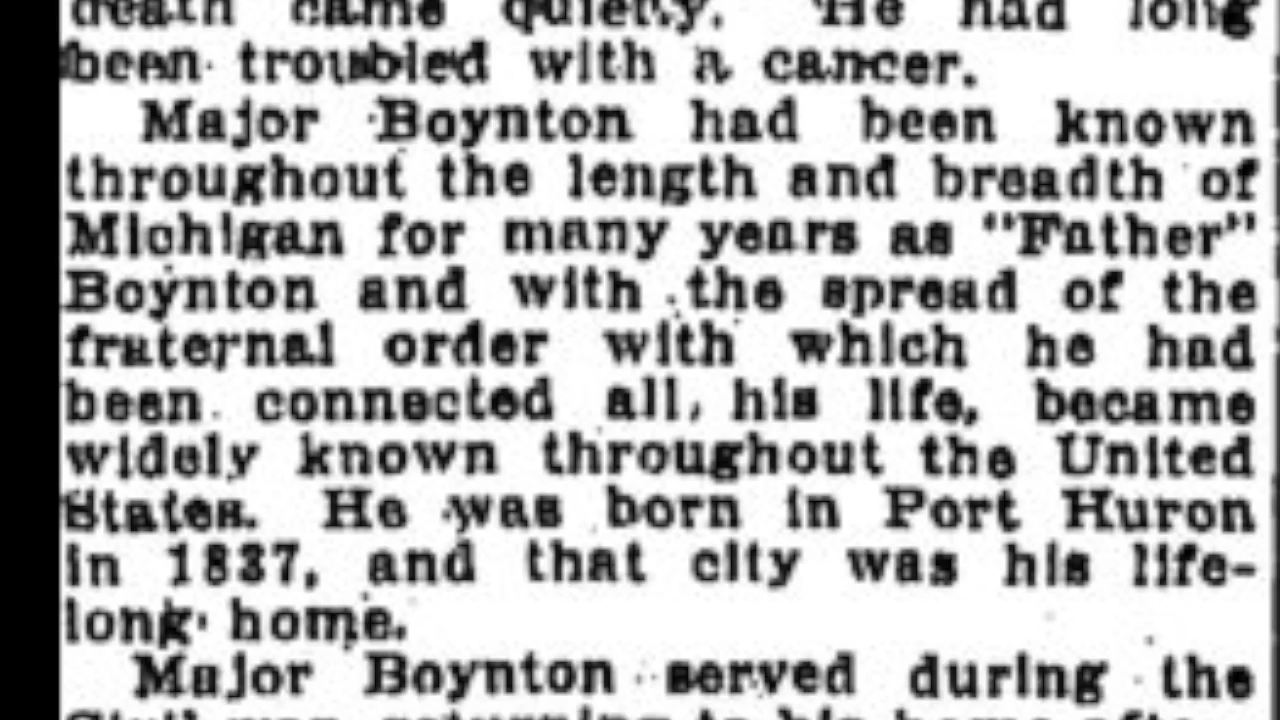 death came quietly. He had long
been troubled with a cancer.
Major Boynton had been known
throughout the length and breadth of
Michigan for many years as "Father"
Boynton and with the spread of the
fraternal order with which he had
been connected all, his life, became
widely known throughout the United
States. He was born in Port Huron
in 1837, and that city was his life-
long home.
Major Boynton served during the